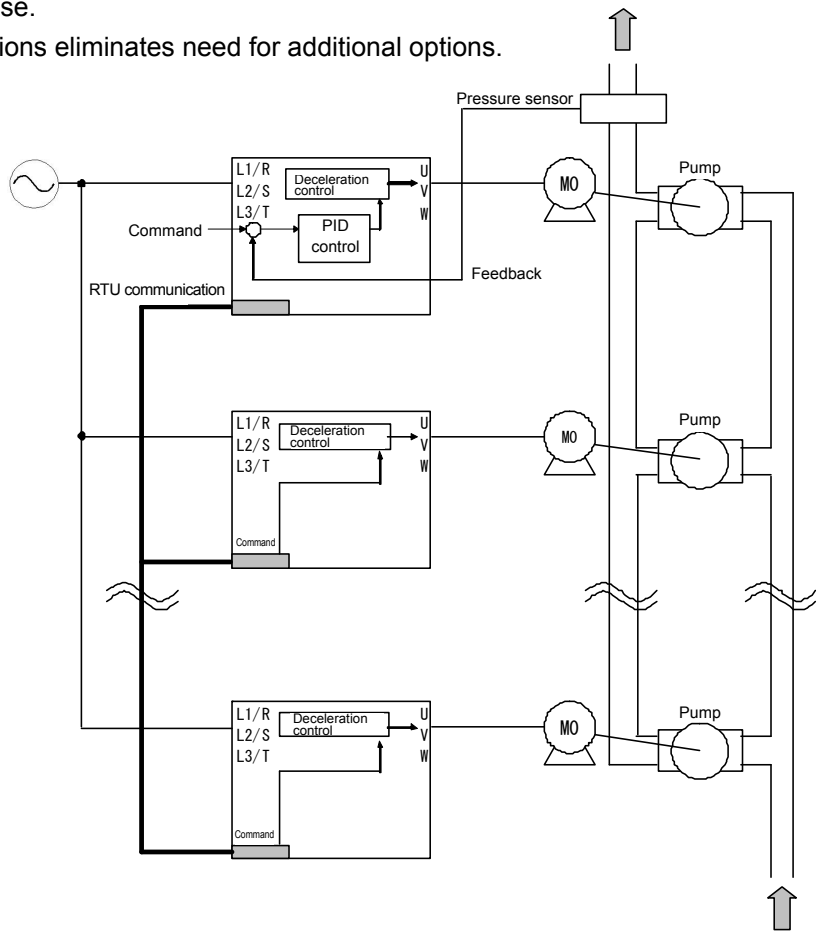 se.
ions eliminates need for additional options.
Pressure sensor
L1/R
L2/S
L3/T
Deceleration
control
U
V
W
MO
Pump
Command
PID
control
Feedback
RTU communication
L1/R
L2/S
L3/T
Deceleration
control
U
V
W
MO
Pump
Command
L1/R
L2/S
L3/T
Deceleration
control
U
V
W
MO
Pump
Command